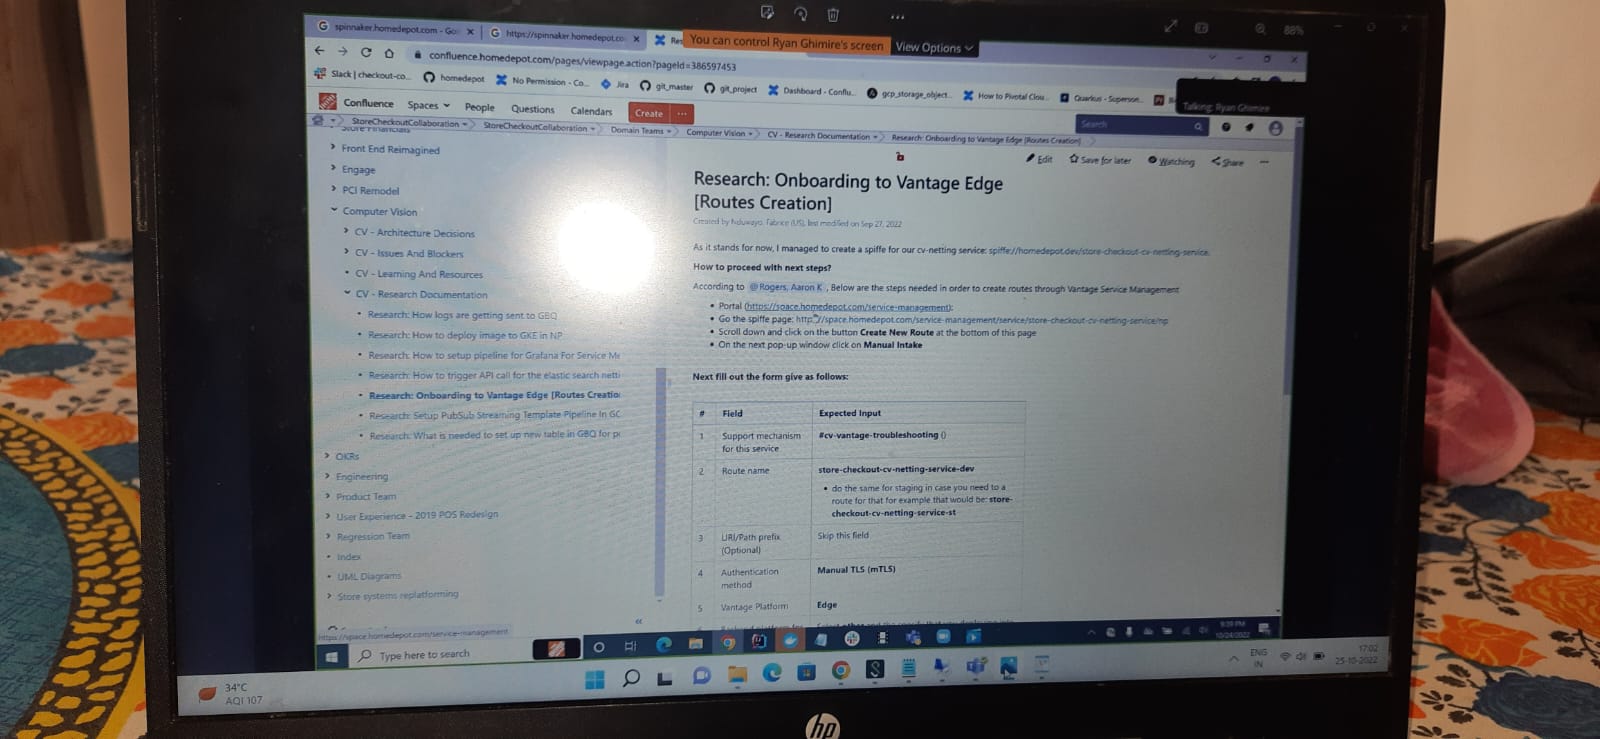 88%
spinnaker.homedepot.com - Goo
https://spinnaker.homedepot.co
Res
You can control Ryan Ghimire's screen
View Options
confluence.homedepot.com/pages/viewpage.action?pageId=386597453
Slack | checkout-co...
homedepot
No Permission - Co...
Jira
git_master
git_project
Dashboard - Conflu...
gcp_storage_object...
How to Pivotal Clou...
Quarkus - Superson...
Talking: Ryan Ghimire
Confluence
Spaces
People
Questions
Calendars
Create
Search
StoreCheckoutCollaboration
StoreCheckoutCollaboration
Domain Teams
Computer Vision
CV - Research Documentation
Research: Onboarding to Vantage Edge [Routes Creation]
Store Financials
Front End Reimagined
Engage
PCI Remodel
Computer Vision
CV - Architecture Decisions
CV - Issues And Blockers
CV - Learning And Resources
CV - Research Documentation
Research: How logs are getting sent to GBQ
Research: How to deploy image to GKE in NP
Research: How to setup pipeline for Grafana For Service Me
Research: How to trigger API call for the elastic search netti
Research: Onboarding to Vantage Edge [Routes Creatio
Research: Setup PubSub Streaming Template Pipeline In GC
Research: What is needed to set up new table in GBQ for p
OKRs
Engineering
Product Team
User Experience - 2019 POS Redesign
Regression Team
Index
UML Diagrams
Store systems replatforming
https://space.homedepot.com/service-management
Edit
Save for later
Watching
Share
Research: Onboarding to Vantage Edge
[Routes Creation]
Created by Nduwayo, Fabrice (US), last modified on Sep 27, 2022
As it stands for now, I managed to create a spiffe for our cv-netting service: spiffe://homedepot.dev/store-checkout-cv-netting-service.
How to proceed with next steps?
According to @Rogers, Aaron K , Below are the steps needed in order to create routes through Vantage Service Management
Portal (https://space.homedepot.com/service-management):
Go the spiffe page: http://space.homedepot.com/service-management/service/store-checkout-cv-netting-service/np
Scroll down and click on the button Create New Route at the bottom of this page
On the next pop-up window click on Manual Intake
Next fill out the form give as follows:
# Field Expected Input
1 Support mechanism #cv-vantage-troubleshooting ()
for this service
2 Route name store-checkout-cv-netting-service-dev
do the same for staging in case you need to a
route for that for example that would be: store-
checkout-cv-netting-service-st
3 URI/Path prefix Skip this field
(Optional)
4 Authentication Manual TLS (mTLS)
method
5 Vantage Platform Edge
Type here to search
9:39 PM
10/24/2022
34°C
AQI 107
ENG
IN
17:02
25-10-2022
hp